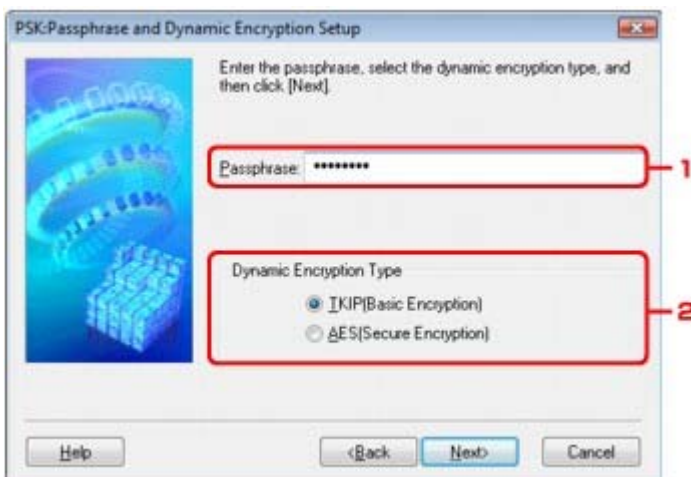 PSK:Passphrase and Dynamic Encryption Setup
Enter the passphrase, select the dynamic encryption type, and
then click [Next].
Passphrase: ••••••••
1
Dynamic Encryption Type
TKIP(Basic Encryption)
AES(Secure Encryption)
2
Help
<Back
Next>
Cancel